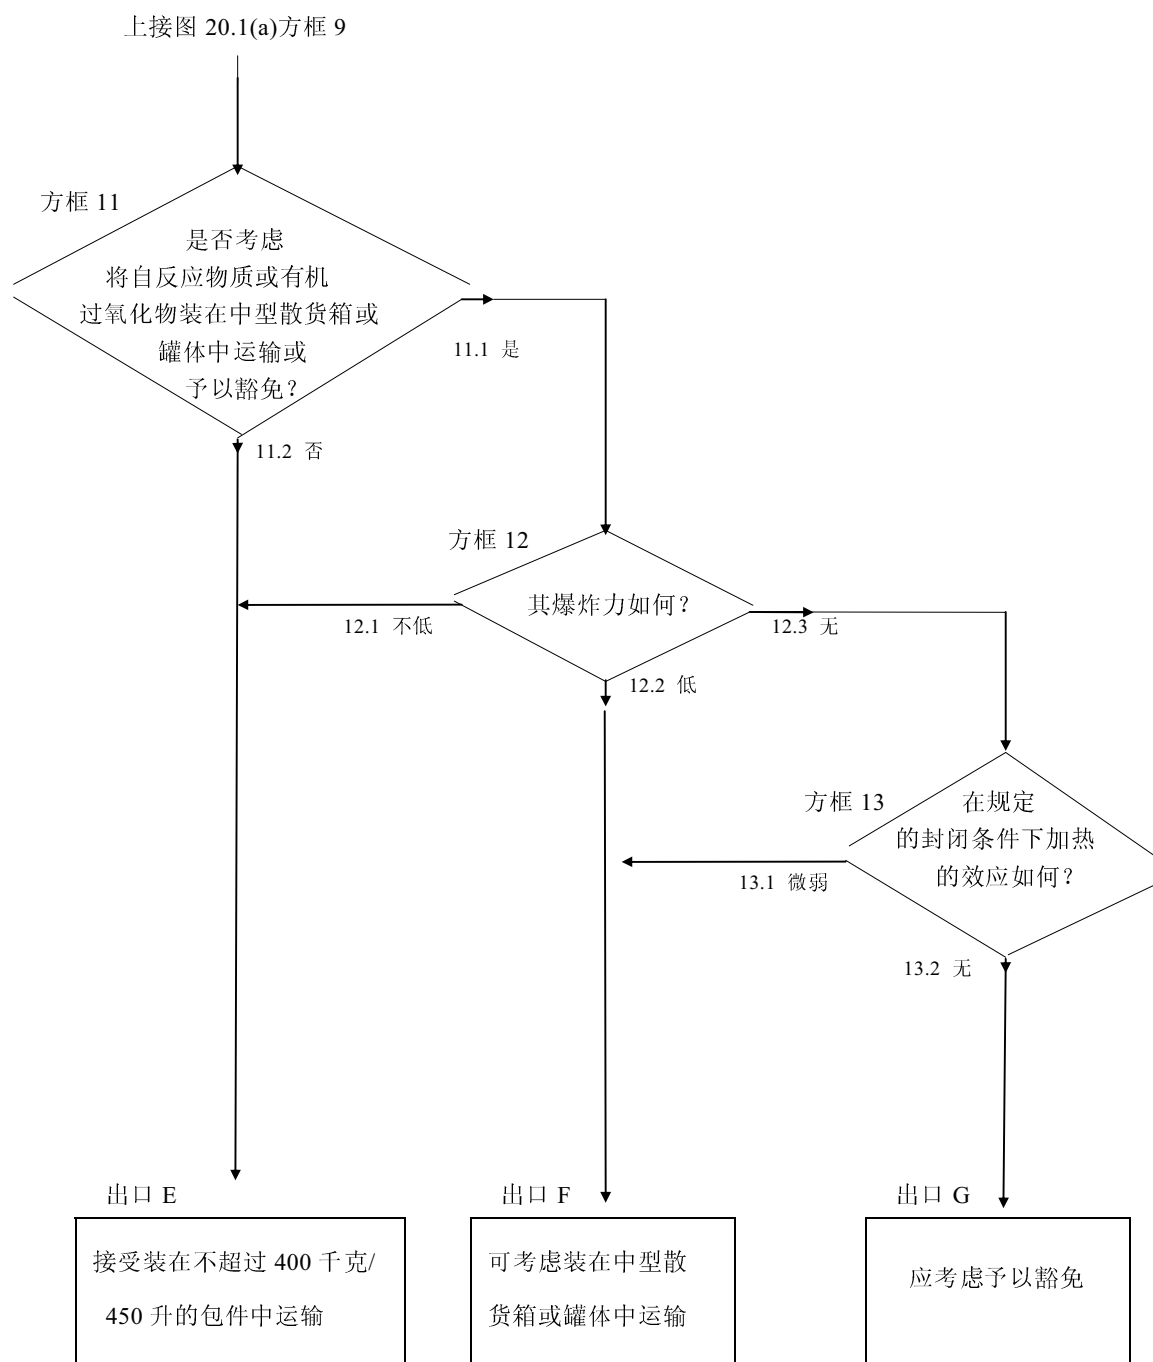 上接图 20.1(a)方框 9
方框 11
是否考虑
将自反应物质或有机
过氧化物装在中型散货箱或
罐体中运输或
予以豁免？
11.1 是
11.2 否
方框 12
其爆炸力如何？
12.1 不低
12.3 无
12.2 低
方框 13
在规定
的封闭条件下加热
的效应如何？
13.1 微弱
13.2 无
出口 E
接受装在不超过 400 千克/
450 升的包件中运输
出口 F
可考虑装在中型散
货箱或罐体中运输
出口 G
应考虑予以豁免